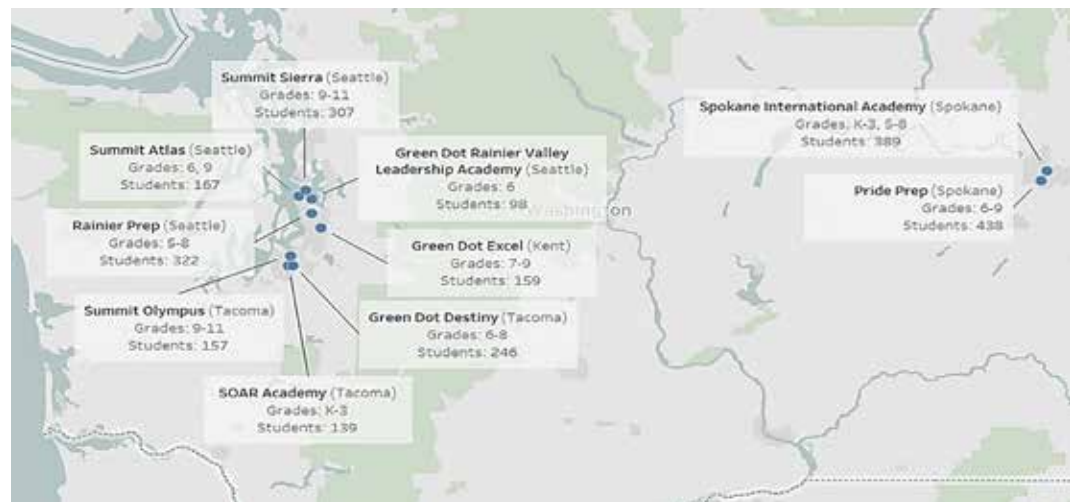 Summit Sierra (Seattle)
Grades: 9-11
Students: 307
Spokane International Academy (Spokane)
Grades, K-3, 5-8
Students: 389
Summit Atlas (Seattle)
Grades: 6, 9
Students: 167
Green Dot Rainier Valley
Leadership Academy (Seattle)
Grades: 6
Students: 98
Pride Prep (Spokane)
Grades: 6-9
Students: 438
Washington
Rainier Prep (Seattle)
Grades: 5-8
Students: 322
Green Dot Excel (Kent)
Grades: 7-9
Students: 159
Summit Olympus (Tacoma)
Grades: 9-11
Students: 157
Green Dot Destiny (Tacoma)
Grades: 6-8
Students: 246
SOAR Academy (Tacoma)
Grades: K-3
Students: 139